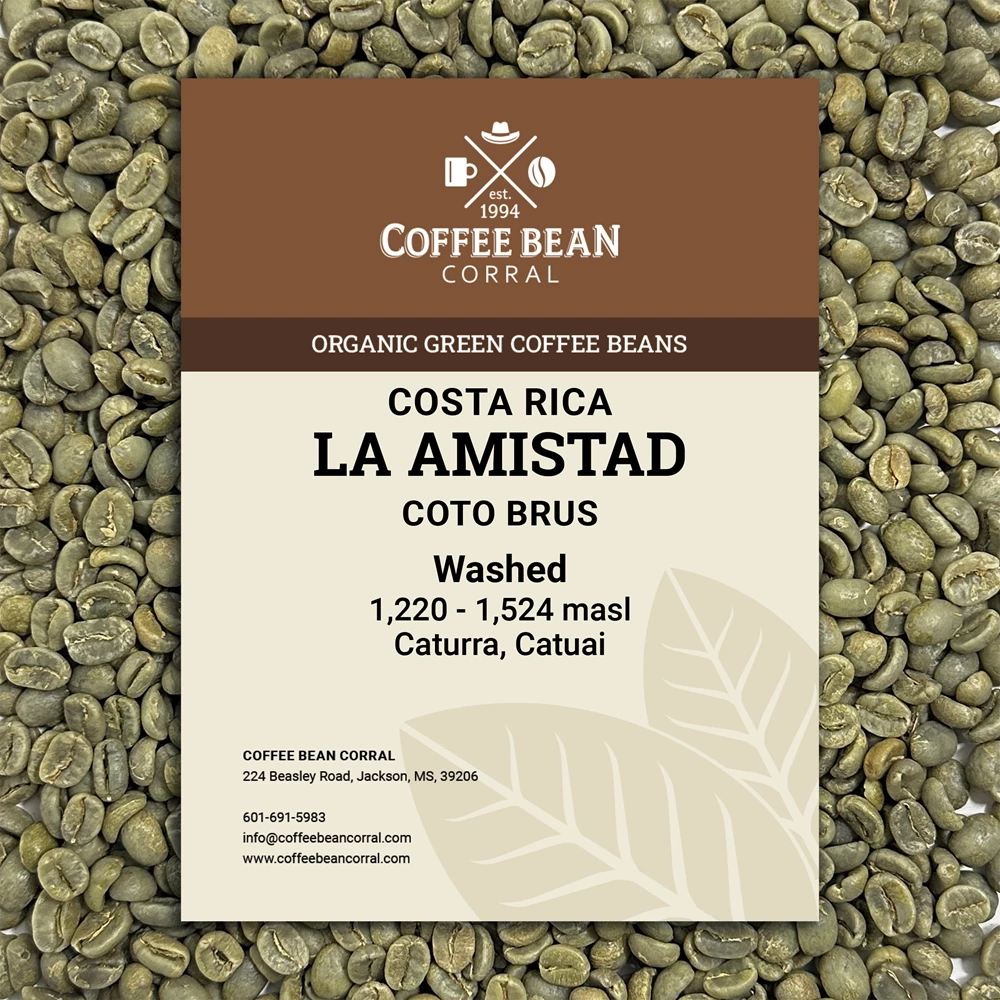 est.
1994
COFFEE BEAN
CORRAL
ORGANIC GREEN COFFEE BEANS
COSTA RICA
LA AMISTAD
COTO BRUS
Washed
1,220 - 1,524 masl
Caturra, Catuai
COFFEE BEAN CORRAL
224 Beasley Road, Jackson, MS, 39206
601-691-5983
info@coffeebeancorral.com
www.coffeebeancorral.com